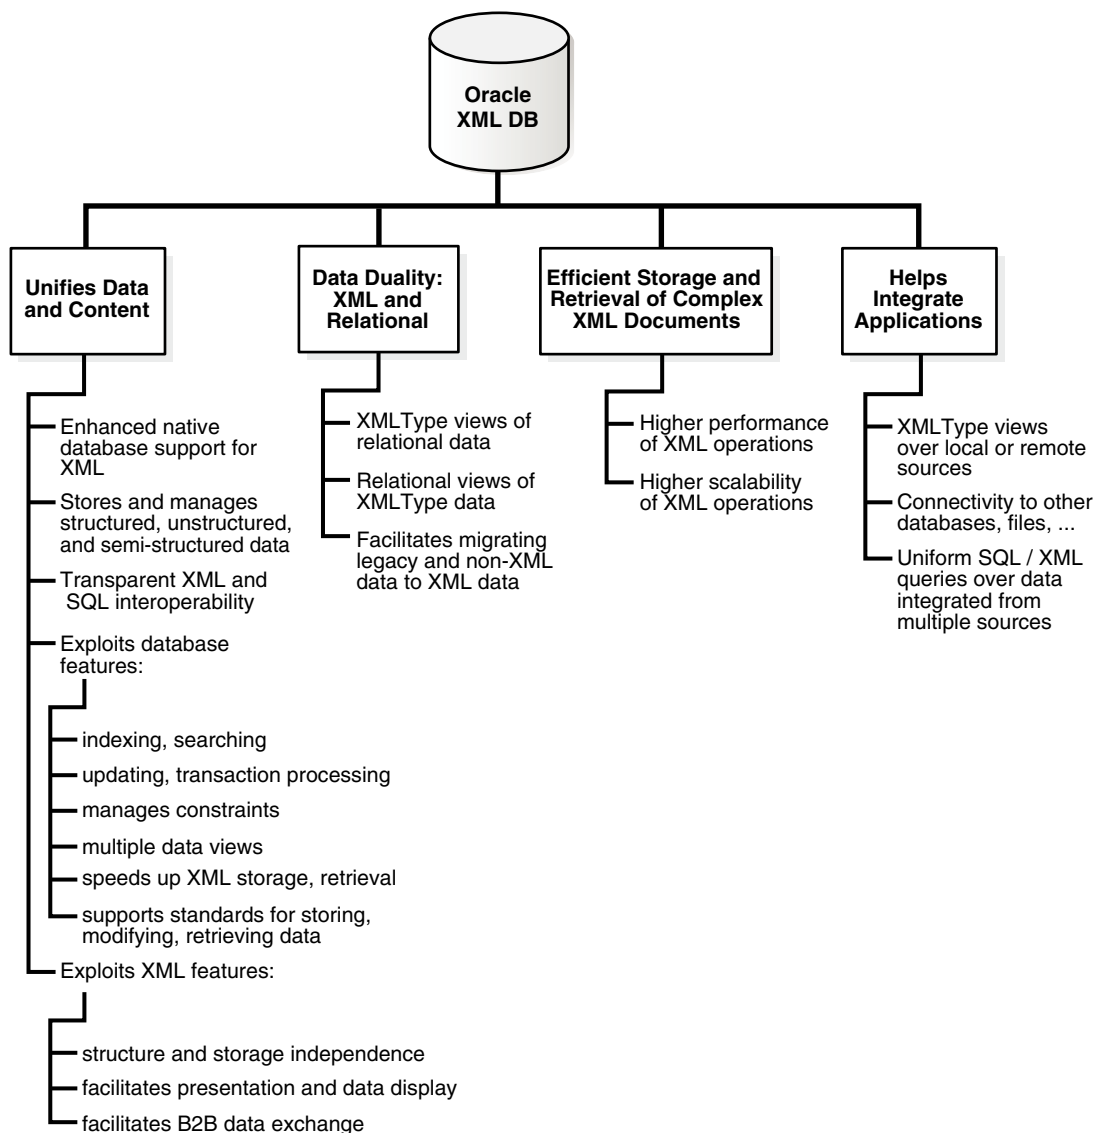 Oracle
XML DB
Unifies Data
and Content
Data Duality:
XML and
Relational
Efficient Storage and
Retrieval of Complex
XML Documents
Helps
Integrate
Applications
Enhanced native
database support for
XML
Stores and manages
structured, unstructured,
and semi-structured data
Transparent XML and
SQL interoperability
Exploits database
features:
indexing, searching
updating, transaction processing
manages constraints
multiple data views
speeds up XML storage, retrieval
supports standards for storing,
modifying, retrieving data
Exploits XML features:
structure and storage independence
facilitates presentation and data display
facilitates B2B data exchange
XMLType views of
relational data
Relational views of
XMLType data
Facilitates migrating
legacy and non-XML
data to XML data
Higher performance
of XML operations
Higher scalability
of XML operations
XMLType views
over local or remote
sources
Connectivity to other
databases, files, ...
Uniform SQL / XML
queries over data
integrated from
multiple sources